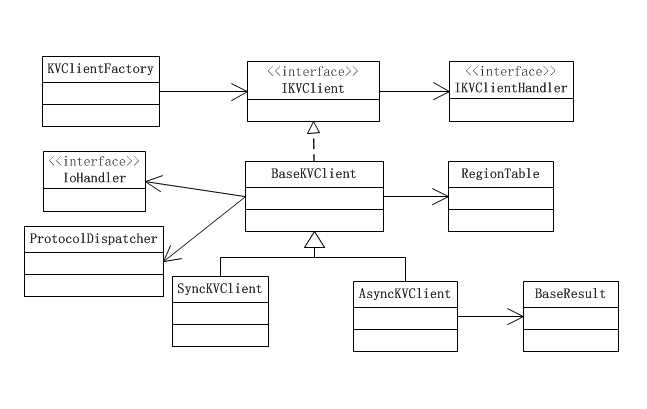 KVClientFactory
<<interface>>
IKVClient
<<interface>>
IKVClientHandler
<<interface>>
IoHandler
BaseKVClient
RegionTable
ProtocolDispatcher
SyncKVClient
AsyncKVClient
BaseResult